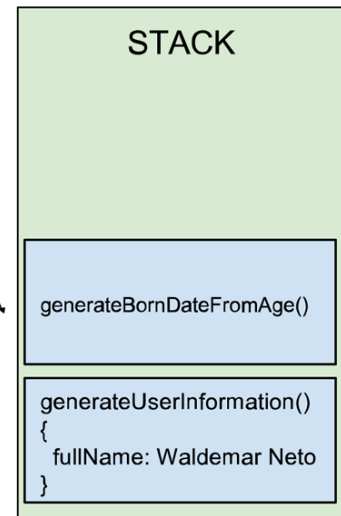 STACK
generateBornDateFromAge()
generateUserInformation()
{
fullName: Waldemar Neto
}